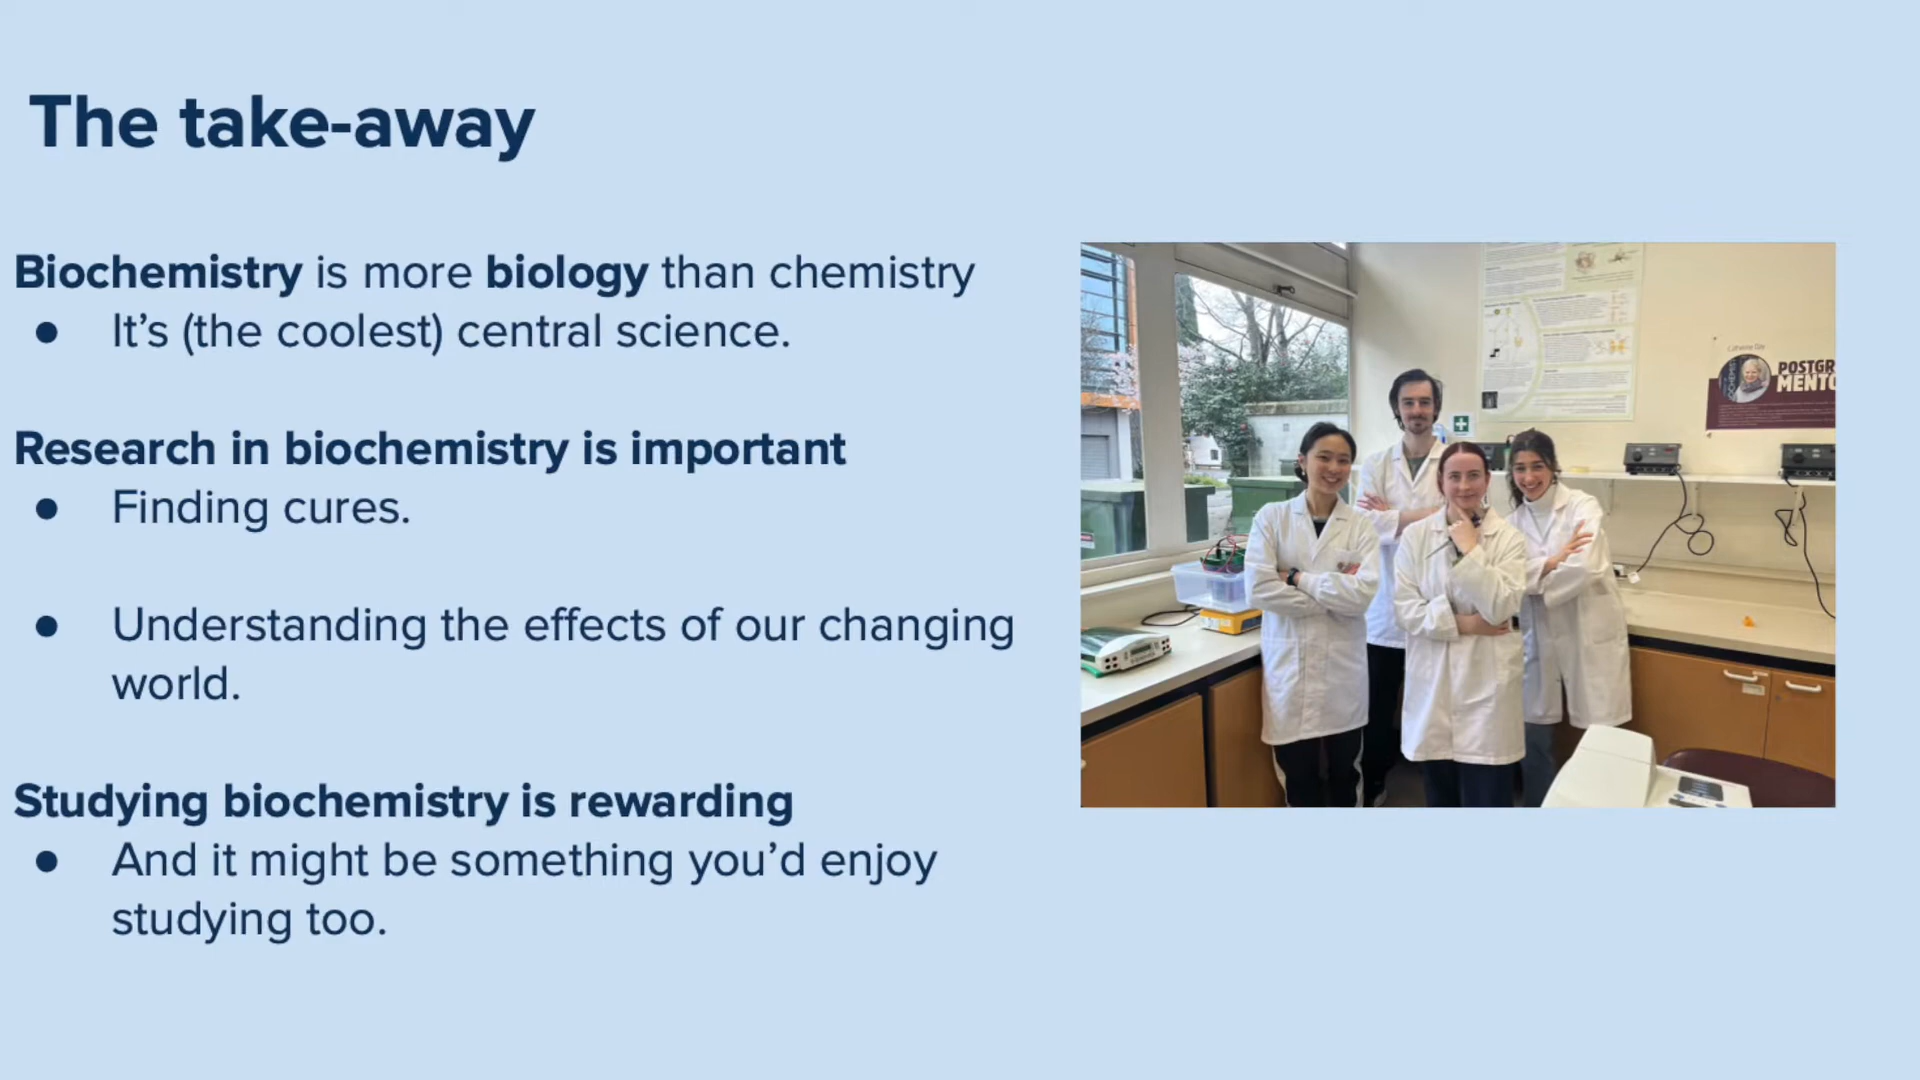 The take-away
Biochemistry is more biology than chemistry
● It’s (the coolest) central science.
Research in biochemistry is important
● Finding cures.
● Understanding the effects of our changing
world.
Studying biochemistry is rewarding
● And it might be something you’d enjoy
studying too.
POSTGR
MENTO